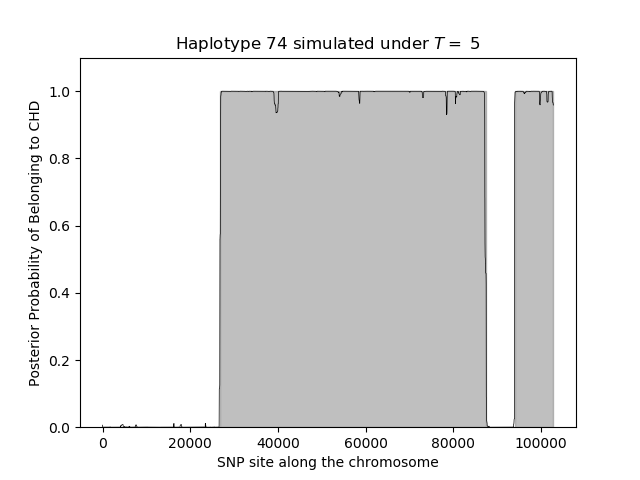 Haplotype 74 simulated under T = 5
Posterior Probability of Belonging to CHD
1.0
0.8
0.6
0.4
0.2
0.0
0 20000 40000 60000 80000 100000
SNP site along the chromosome